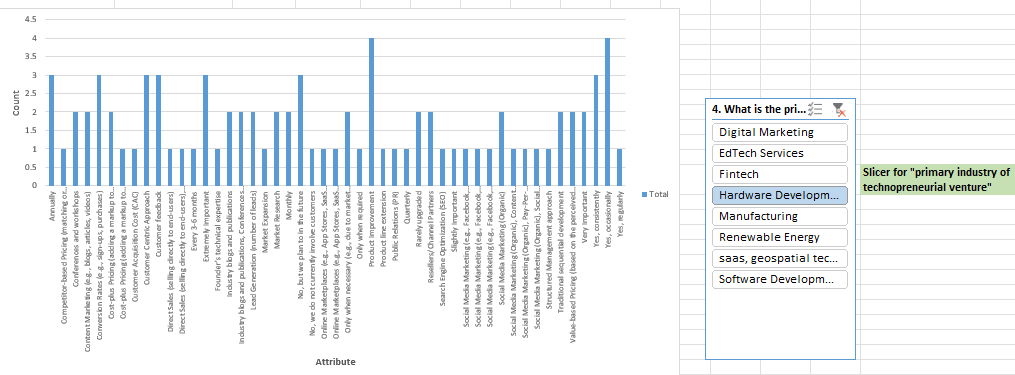 4.5
4
3.5
3
2.5
2
1.5
1
0.5
0
Count
Annually
Competitor-based Pricing (matching or...
Conferences and workshops
Content Marketing (e.g., blogs, articles, videos)
Conversion Rates (e.g., sign-ups, purchases)
Cost-plus Pricing (adding a markup to...
Cost-plus Pricing (adding a markup to...
Customer Acquisition Cost (CAC)
Customer Centric Approach
Customer feedback
Direct Sales (selling directly to end-users)
Direct Sales (selling directly to end-users),...
Every 3-6 months
Extremely Important
Founder's technical expertise
Industry blogs and publications
Industry blogs and publications, Conferences...
Lead Generation (number of leads)
Market Expansion
Market Research
Monthly
No, but we plan to in the future
No, we do not currently involve customers
Online Marketplaces (e.g., App Stores, SaaS...
Online Marketplaces (e.g., App Stores, SaaS...
Only when necessary (e.g., due to market...
Only when required
Product Improvement
Product line extension
Public Relations (PR)
Quarterly
Rarely upgraded
Resellers/Channel Partners
Search Engine Optimization (SEO)
Slightly Important
Social Media Marketing (e.g., Facebook,...
Social Media Marketing (e.g., Facebook,...
Social Media Marketing (e.g., Facebook,...
Social Media Marketing (Organic)
Social Media Marketing (Organic), Content...
Social Media Marketing (Organic), Pay-Per-...
Social Media Marketing (Organic), Social...
Structured Management approach
Traditional sequential development
Value-based Pricing (based on the perceived...
Very important
Yes, consistently
Yes, occasionally
Yes, regularly
Attribute
Total
4. What is the pri...
Digital Marketing
EdTech Services
Fintech
Hardware Developm...
Manufacturing
Renewable Energy
saas, geospatial tec...
Software Developm...
Slicer for "primary industry of
technopreneurial venture"